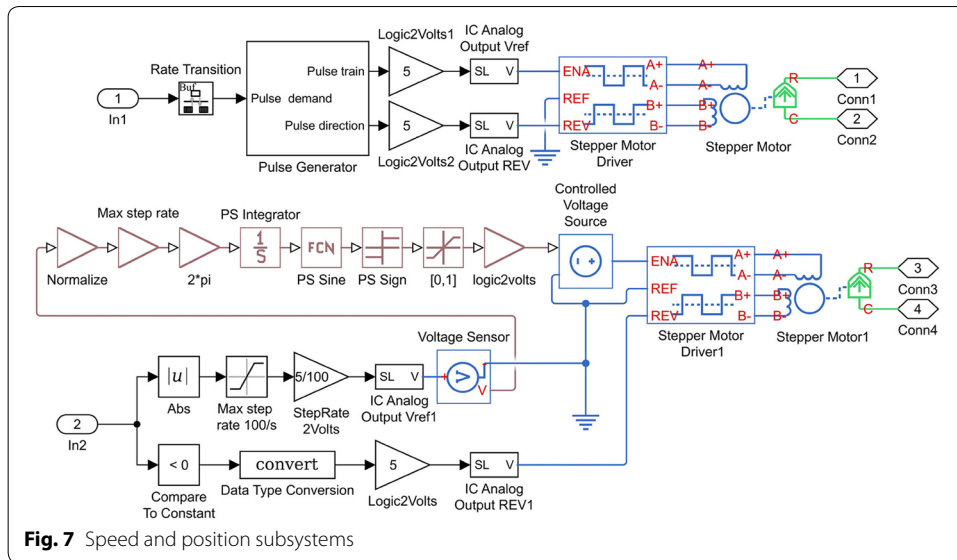 Logic2Volts1
IC Analog
Output Vref
Rate Transition
Buf
1
In1
Pulse demand
Pulse train
Pulse direction
Pulse Generator
5
5
Logic2Volts2
SL V
SL V
IC Analog
Output REV
ENA
REF
REV
A+
A-
B+
B-
A+
A-
B+
B-
Stepper Motor
Driver
Stepper Motor
R
C
1
Conn1
2
Conn2
Controlled
Voltage
Source
Max step rate
PS Integrator
Normalize
2*pi
1
S
FCN
PS Sine
PS Sign
[0,1]
logic2volts
ENA
REF
REV
A+
A-
B+
B-
A+
A-
B+
B-
Stepper Motor
Driver1
Stepper Motor1
R
C
3
Conn3
4
Conn4
Voltage Sensor
V
+
-
V
2
In2
|u|
Abs
Max step
rate 100/s
5/100
StepRate
2Volts
SL V
IC Analog
Output Vref1
< 0
Compare
To Constant
convert
Data Type Conversion
5
Logic2Volts
SL V
IC Analog
Output REV1
Fig. 7 Speed and position subsystems